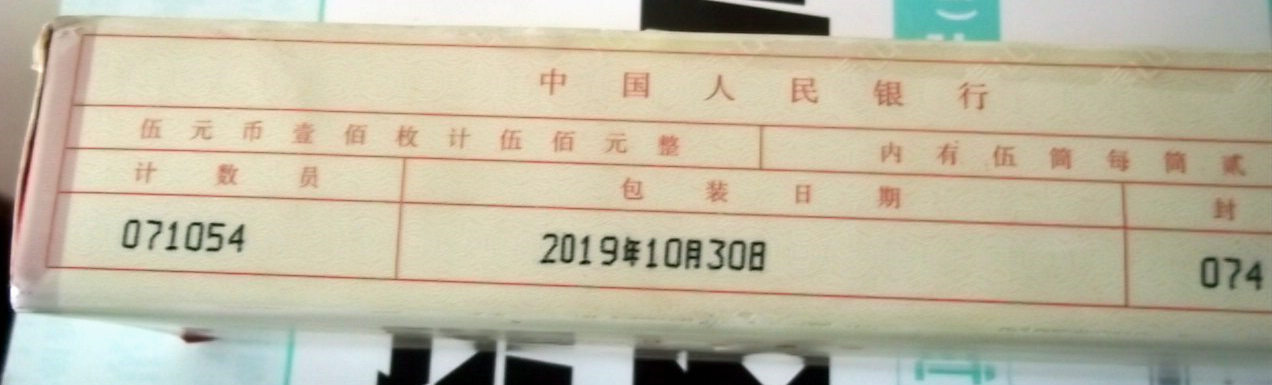 中国人民银行
伍元币壹佰枚计伍佰元整 内有伍筒每筒贰
计数员 包装日期 封
071054 2019年10月30日 074